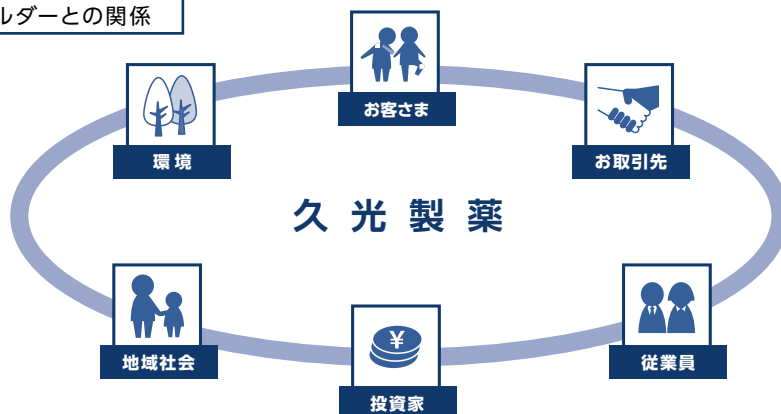 ルダーとの関係
お客さま
環境
お取引先
久光製薬
地域社会
¥
従業員
投資家